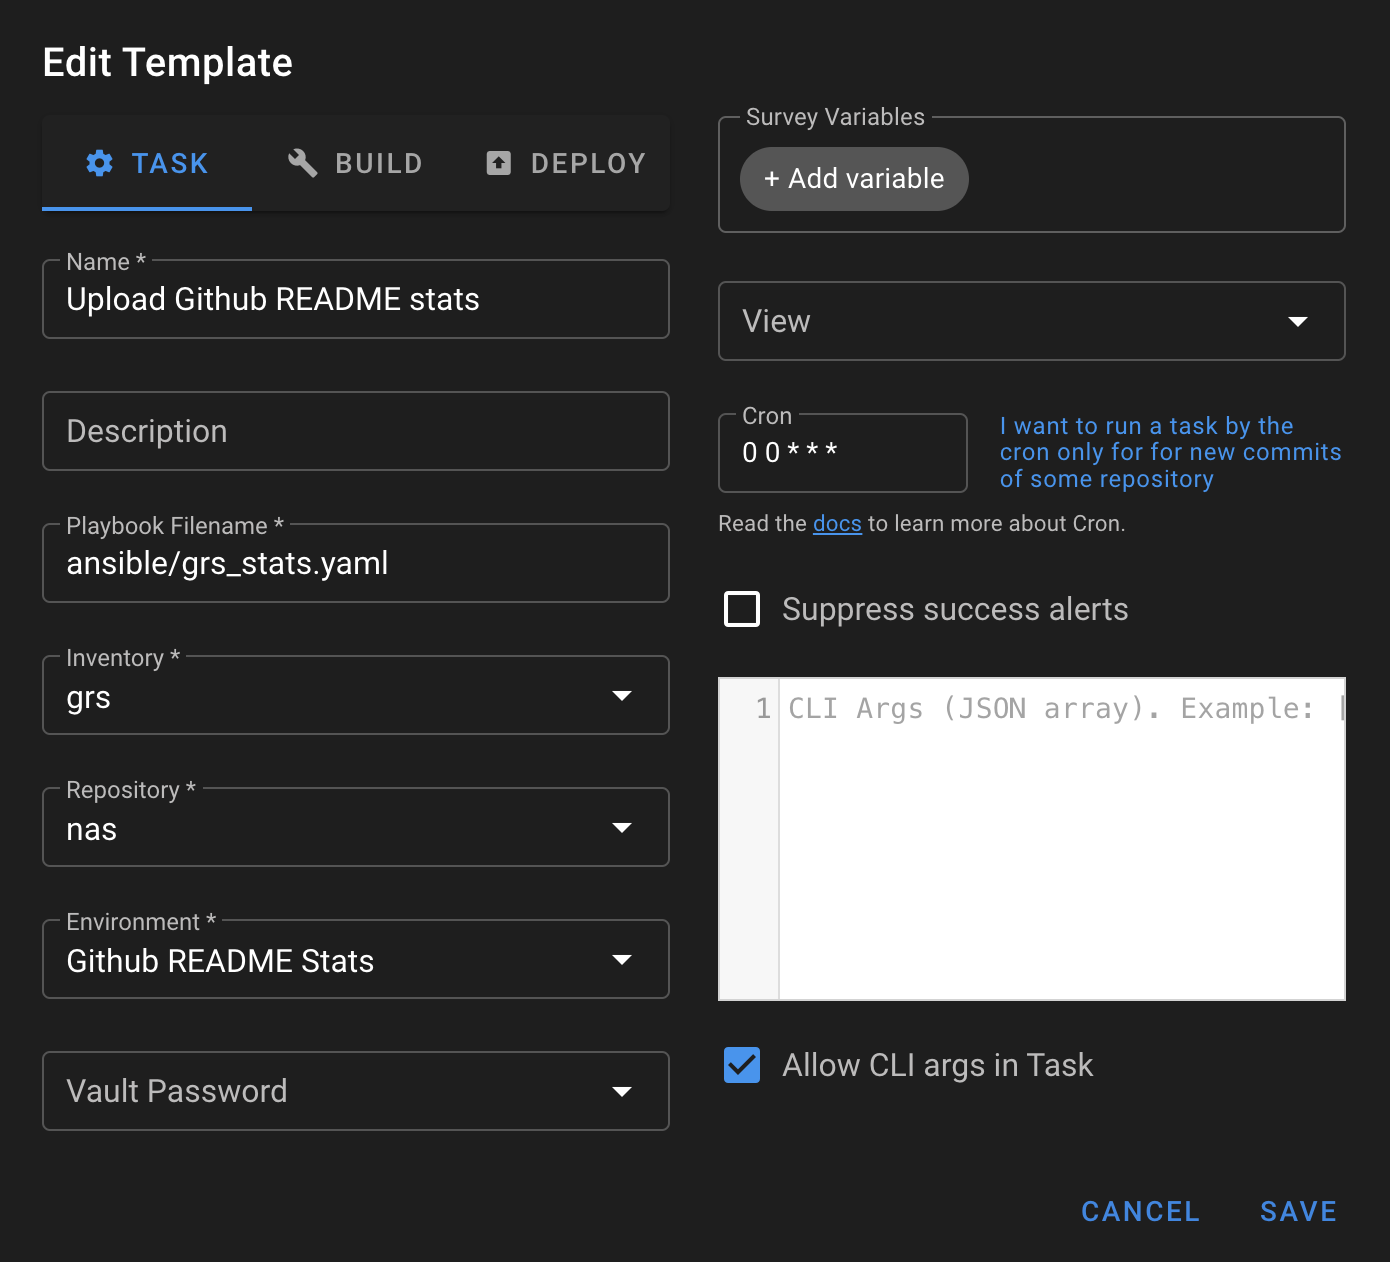 Edit Template
TASK
BUILD
DEPLOY
Name *
Upload Github README stats
Description
Playbook Filename *
ansible/grs_stats.yaml
Inventory *
grs
Repository *
nas
Environment *
Github README Stats
Vault Password
Survey Variables
+ Add variable
View
Cron
0 0 * * *
I want to run a task by the
cron only for for new commits
of some repository
Read the docs to learn more about Cron.
Suppress success alerts
1 CLI Args (JSON array). Example: [
Allow CLI args in Task
CANCEL
SAVE